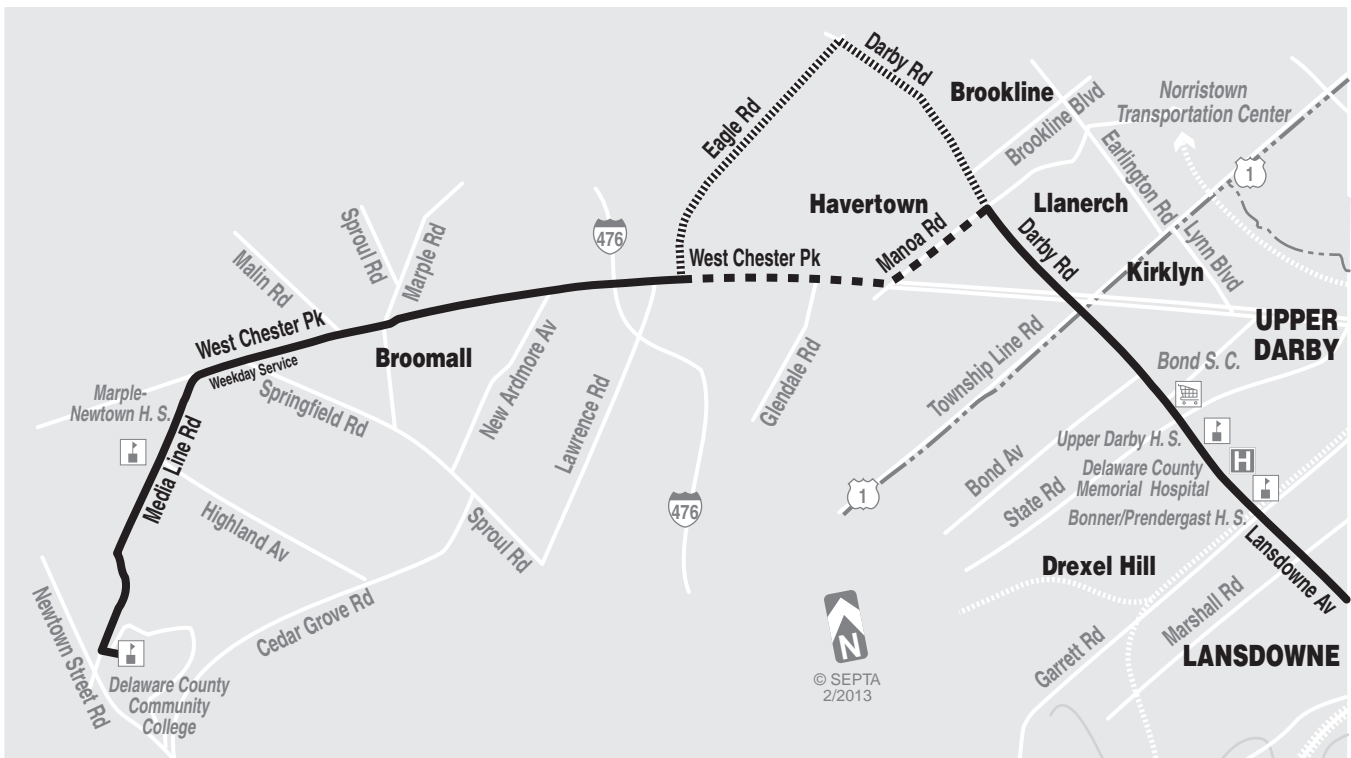 Darby Rd
Brookline
Norristown
Transportation Center
Eagle Rd
Brookline Blvd
Earlington Rd
1
Havertown
Llanerch
Sproul Rd
Marple Rd
476
Malin Rd
West Chester Pk
Manoa Rd
Darby Rd
Kirklyn
Lynn Blvd
West Chester Pk
Weekday Service
Broomall
New Ardmore Av
Lawrence Rd
Glendale Rd
Township Line Rd
UPPER
DARBY
Bond S. C.
Marple-
Newtown H. S.
Springfield Rd
Media Line Rd
Upper Darby H. S.
H
Delaware County
Memorial Hospital
Bonner/Prendergast H. S.
Bond Av
State Rd
1
476
Highland Av
Sproul Rd
Drexel Hill
Lansdowne Av
Newtown Street Rd
Cedar Grove Rd
N
Marshall Rd
Garrett Rd
LANSDOWNE
© SEPTA
2/2013
Delaware County
Community
College